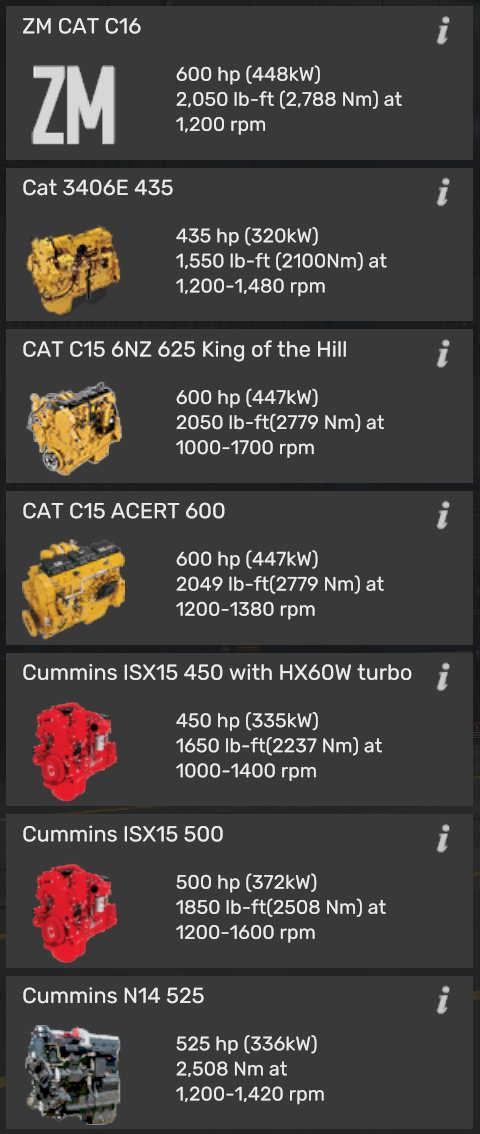 ZM CAT C16
ZM
600 hp (448kW)
2,050 lb-ft (2,788 Nm) at
1,200 rpm
Cat 3406E 435
435 hp (320kW)
1,550 lb-ft (2100Nm) at
1,200-1,480 rpm
CAT C15 6NZ 625 King of the Hill
600 hp (447kW)
2050 lb-ft(2779 Nm) at
1000-1700 rpm
CAT C15 ACERT 600
600 hp (447kW)
2049 lb-ft(2779 Nm) at
1200-1380 rpm
Cummins ISX15 450 with HX60W turbo
450 hp (335kW)
1650 lb-ft(2237 Nm) at
1000-1400 rpm
Cummins ISX15 500
500 hp (372kW)
1850 lb-ft(2508 Nm) at
1200-1600 rpm
Cummins N14 525
525 hp (336kW)
2,508 Nm at
1,200-1,420 rpm